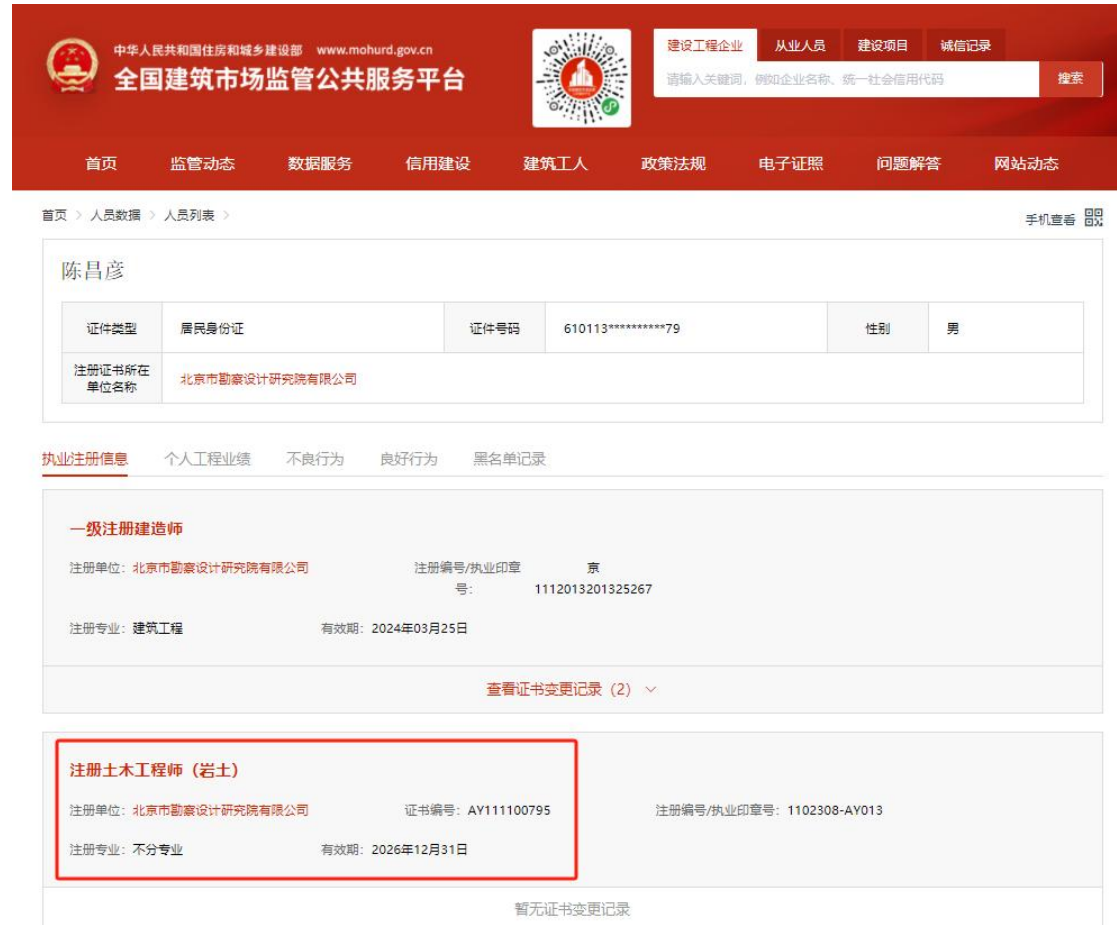 中华人民共和国住房和城乡建设部 www.mohurd.gov.cn
全国建筑市场监管公共服务平台
建设工程企业 从业人员 建设项目 诚信记录
请输入关键词，例如企业名称、统一社会信用代码 搜索
首页 监管动态 数据服务 信用建设 建筑工人 政策法规 电子证照 问题解答 网站动态
首页 > 人员数据 > 人员列表 >
手机查看
陈昌彦
证件类型 居民身份证 证件号码 610113**********79 性别 男
注册证书所在
单位名称
北京市勘察设计研究院有限公司
执业注册信息 个人工程业绩 不良行为 良好行为 黑名单记录
一级注册建造师
注册单位：北京市勘察设计研究院有限公司 注册编号/执业印章
号： 京
1112013201325267
注册专业：建筑工程 有效期：2024年03月25日
查看证书变更记录（2）
注册土木工程师（岩土）
注册单位：北京市勘察设计研究院有限公司 证书编号：AY111100795 注册编号/执业印章号：1102308-AY013
注册专业：不分专业 有效期：2026年12月31日
暂无证书变更记录